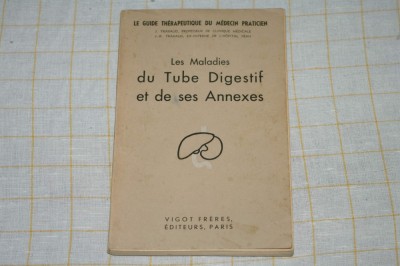 LE GUIDE THÉRAPEUTIQUE DU MÉDECIN PRATICIEN
Les Maladies
du Tube Digestif
et de ses Annexes
VIGOT FRÈRES,
ÉDITEURS, PARIS